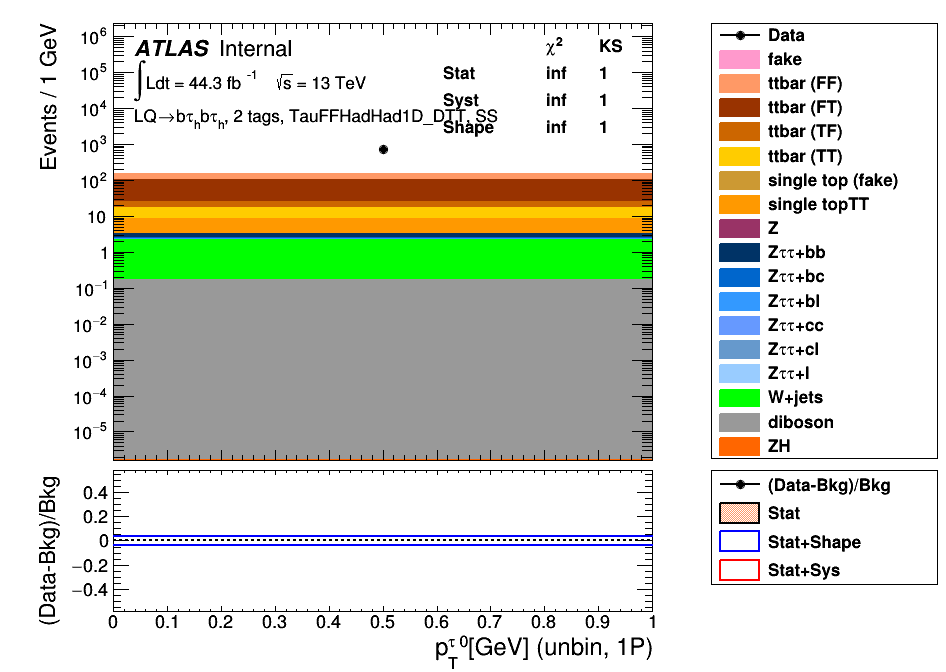 Events / 1 GeV
10⁶
10⁵
10⁴
10³
10²
10
1
10⁻¹
10⁻²
10⁻³
10⁻⁴
10⁻⁵
ATLAS Internal
∫Ldt = 44.3 fb⁻¹ √s = 13 TeV
LQ→bτₕbτₕ, 2 tags, TauFFHadHad1D_DTT, SS
χ² KS
Stat inf 1
Syst inf 1
Shape inf 1
Data
fake
ttbar (FF)
ttbar (FT)
ttbar (TF)
ttbar (TT)
single top (fake)
single topTT
Z
Zττ+bb
Zττ+bc
Zττ+bl
Zττ+cc
Zττ+cl
Zττ+l
W+jets
diboson
ZH
(Data-Bkg)/Bkg
0.4
0.2
0
−0.2
−0.4
0 0.1 0.2 0.3 0.4 0.5 0.6 0.7 0.8 0.9 1
p_T^τ 0[GeV] (unbin, 1P)
(Data-Bkg)/Bkg
Stat
Stat+Shape
Stat+Sys